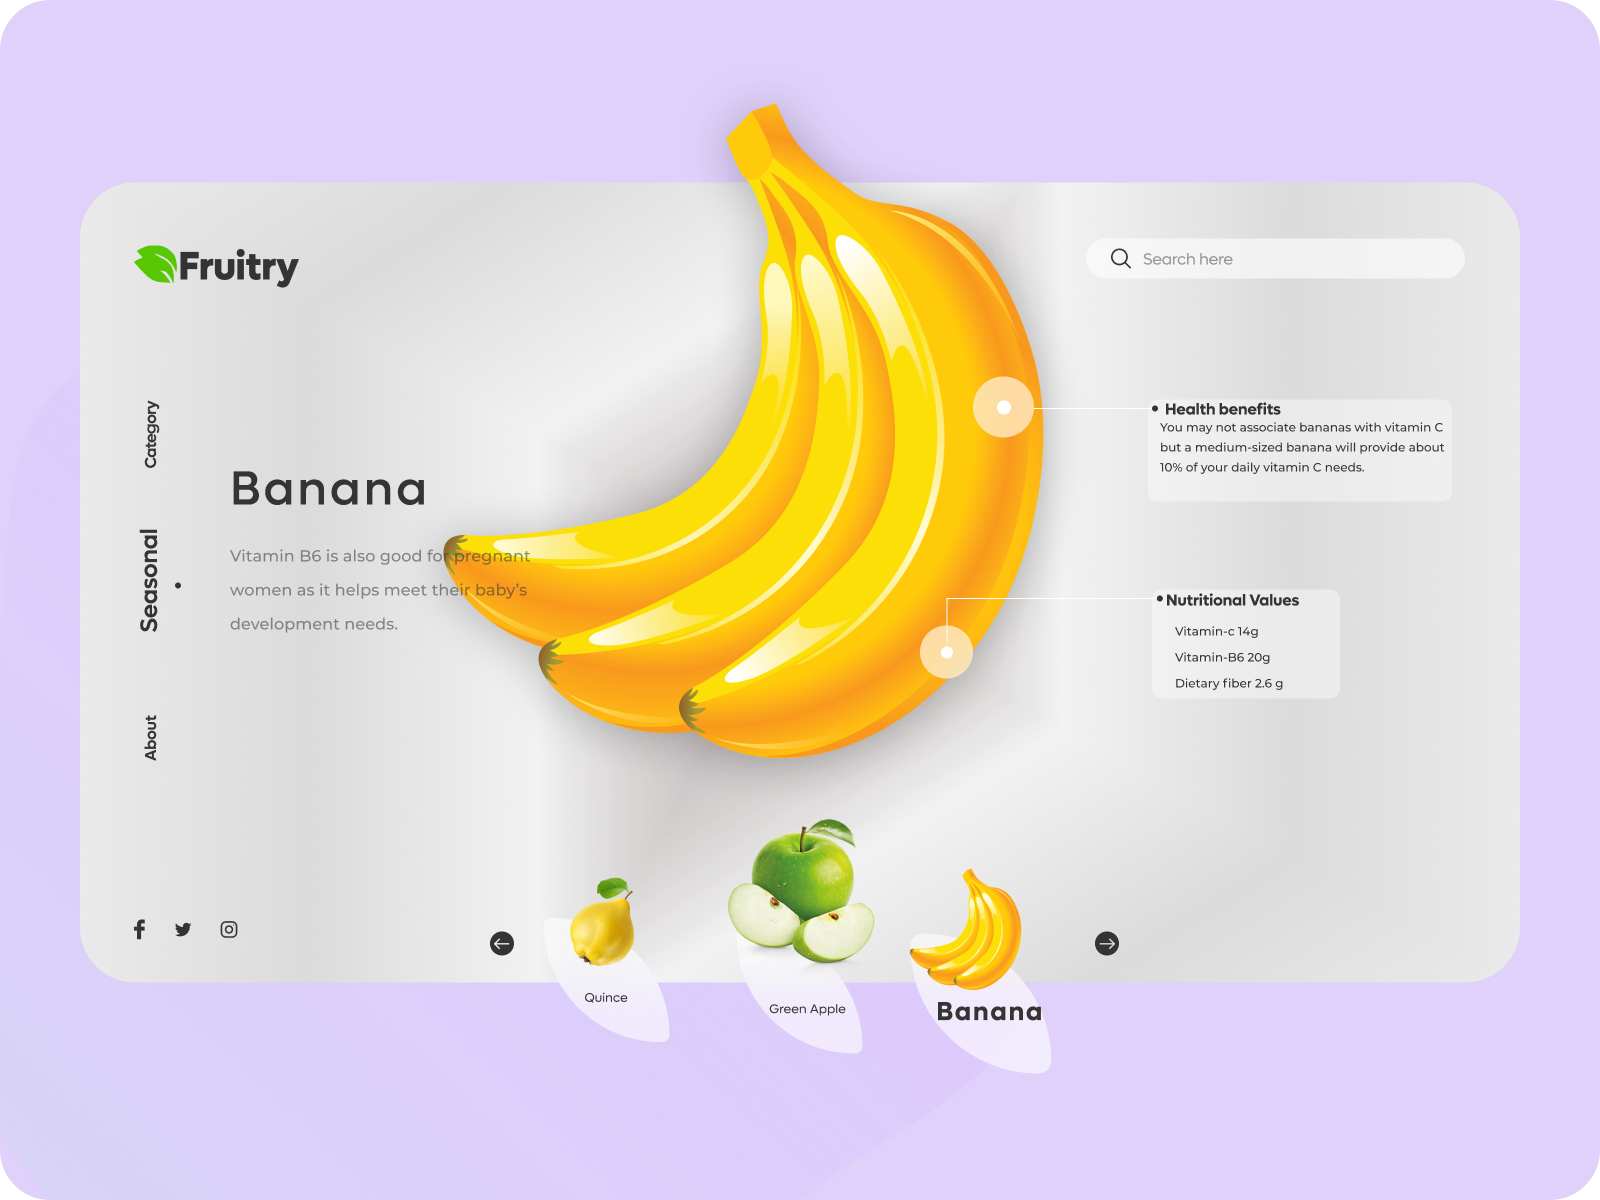 Fruitry
Search here
Category
Seasonal
About
Banana
Vitamin B6 is also good for pregnant
women as it helps meet their baby's
development needs.
Health benefits
You may not associate bananas with vitamin C
but a medium-sized banana will provide about
10% of your daily vitamin C needs.
Nutritional Values
Vitamin-c 14g
Vitamin-B6 20g
Dietary fiber 2.6 g
Quince
Green Apple
Banana